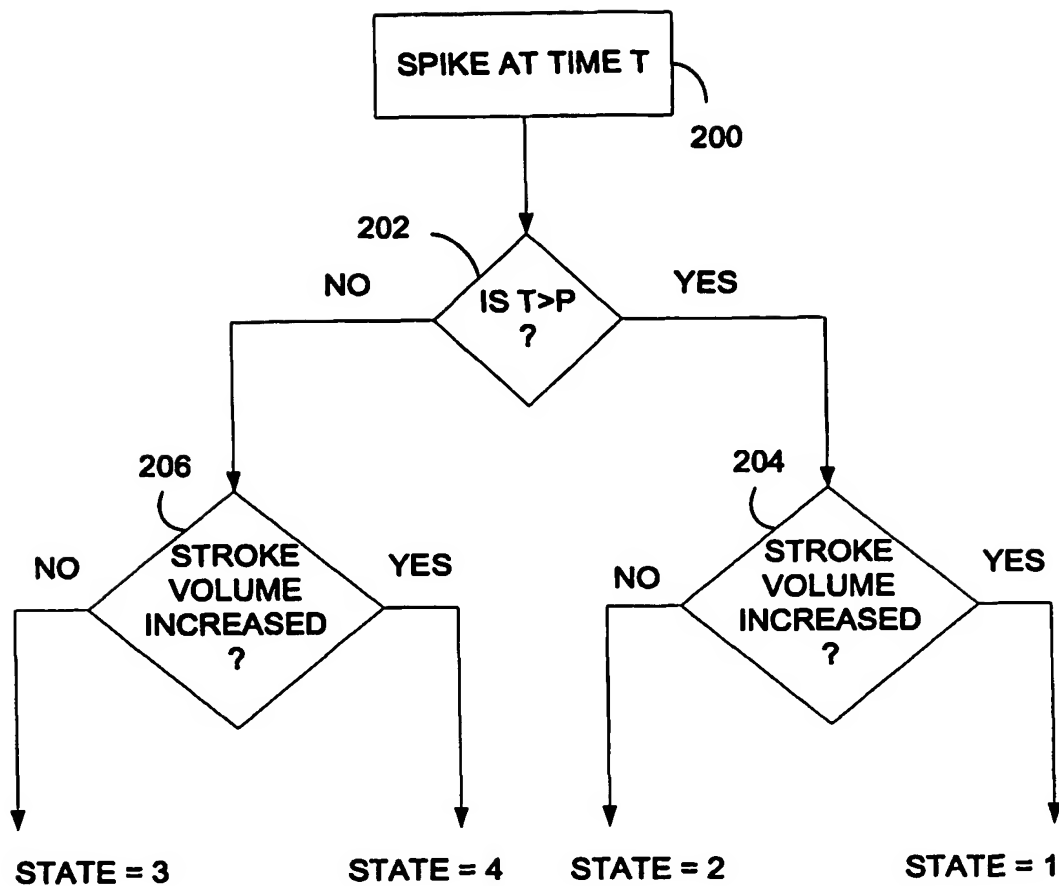 SPIKE AT TIME T
200
202
NO
IS T>P
?
YES
206
204
NO
STROKE
VOLUME
INCREASED
?
YES
NO
STROKE
VOLUME
INCREASED
?
YES
STATE = 3
STATE = 4
STATE = 2
STATE = 1